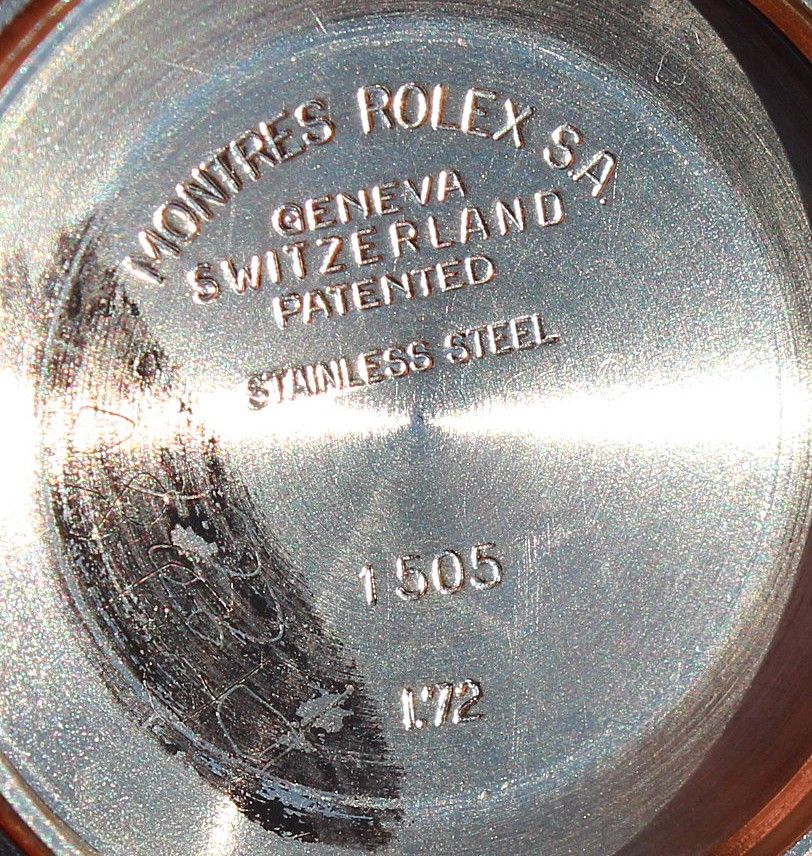 MONTRES ROLEX S.A.
GENEVA
SWITZERLAND
PATENTED
STAINLESS STEEL
1505
I.72